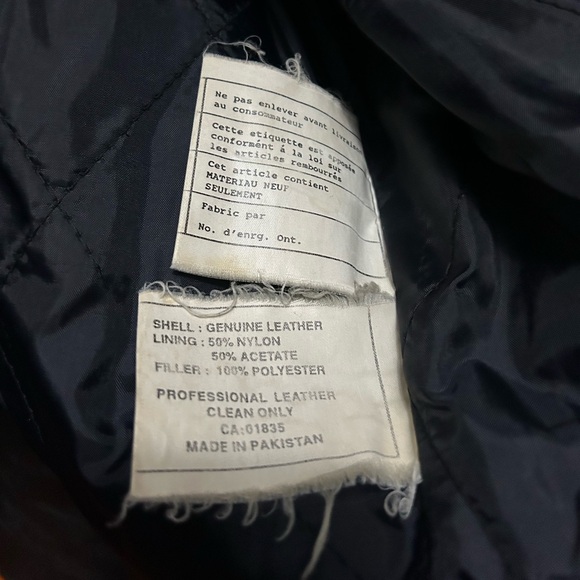 Ne pas enlever avant livraison
au consommateur
Cette etiquette est apposée
conformént á la loi sur
les articles rembourrés
Cet article contient
MATERIAU NEUF
SEULEMENT
Fabric par
No. d'enrg. Ont.
SHELL : GENUINE LEATHER
LINING : 50% NYLON
50% ACETATE
FILLER : 100% POLYESTER
PROFESSIONAL LEATHER
CLEAN ONLY
CA:01835
MADE IN PAKISTAN